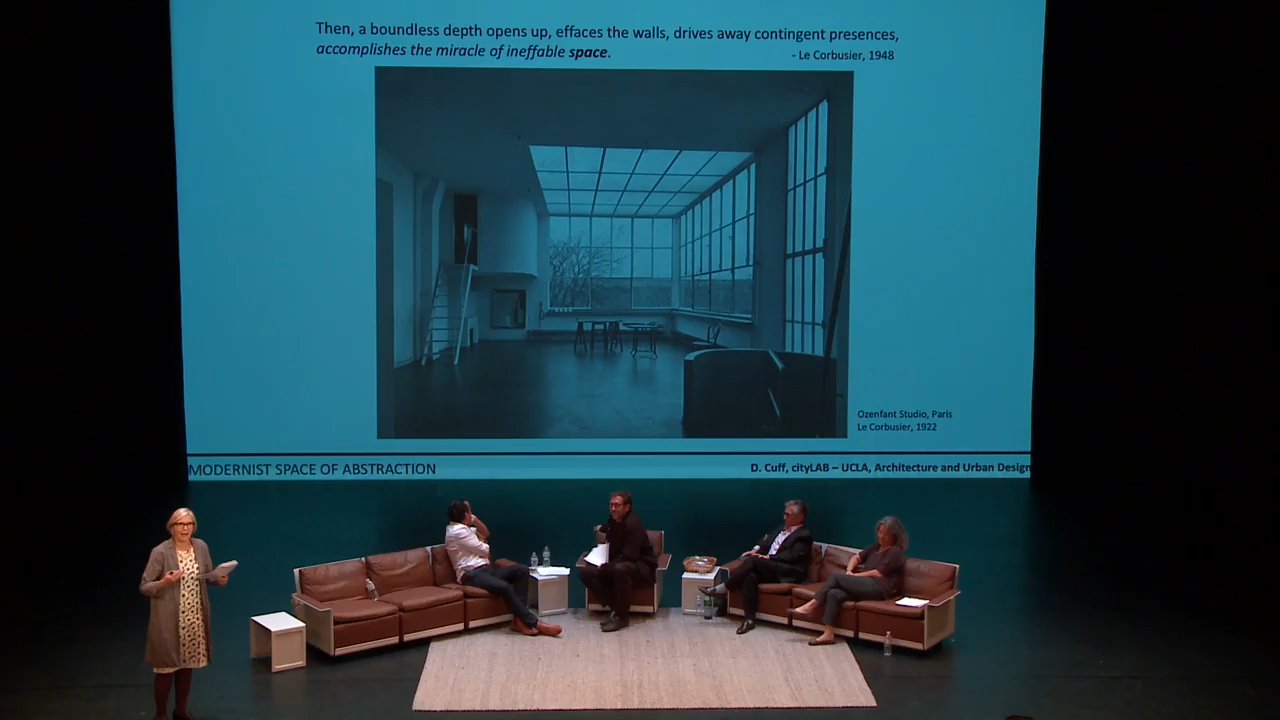 Then, a boundless depth opens up, effaces the walls, drives away contingent presences,
accomplishes the miracle of ineffable space.
- Le Corbusier, 1948
Ozenfant Studio, Paris
Le Corbusier, 1922
MODERNIST SPACE OF ABSTRACTION
D. Cuff, cityLAB – UCLA, Architecture and Urban Design